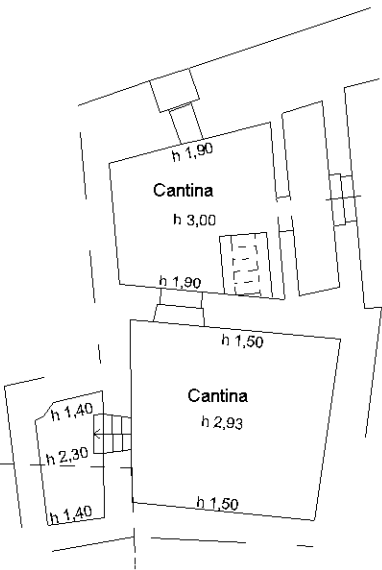 h 1,90
Cantina
h 3,00
h 1,90
h 1,50
Cantina
h 2,93
h 1,40
h 2,30
h 1,40
h 1,50